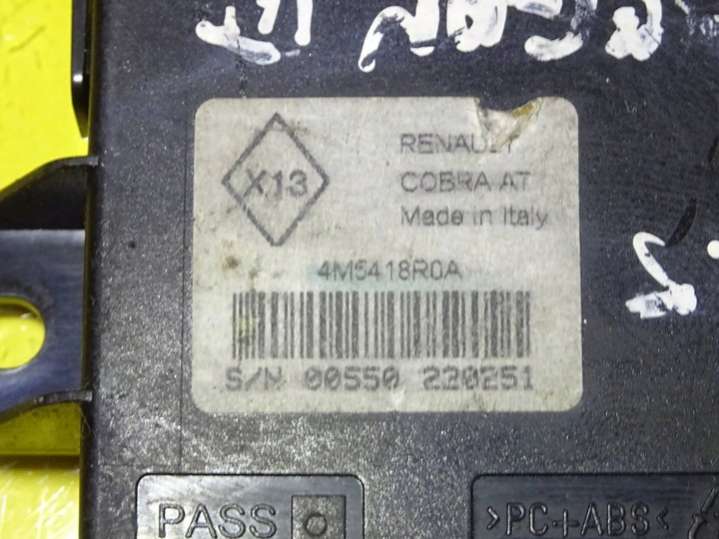 X13
RENAULT
COBRA AT
Made in Italy
4M5418R0A
S/N 00550 220251
PASS
>PC+ABS<